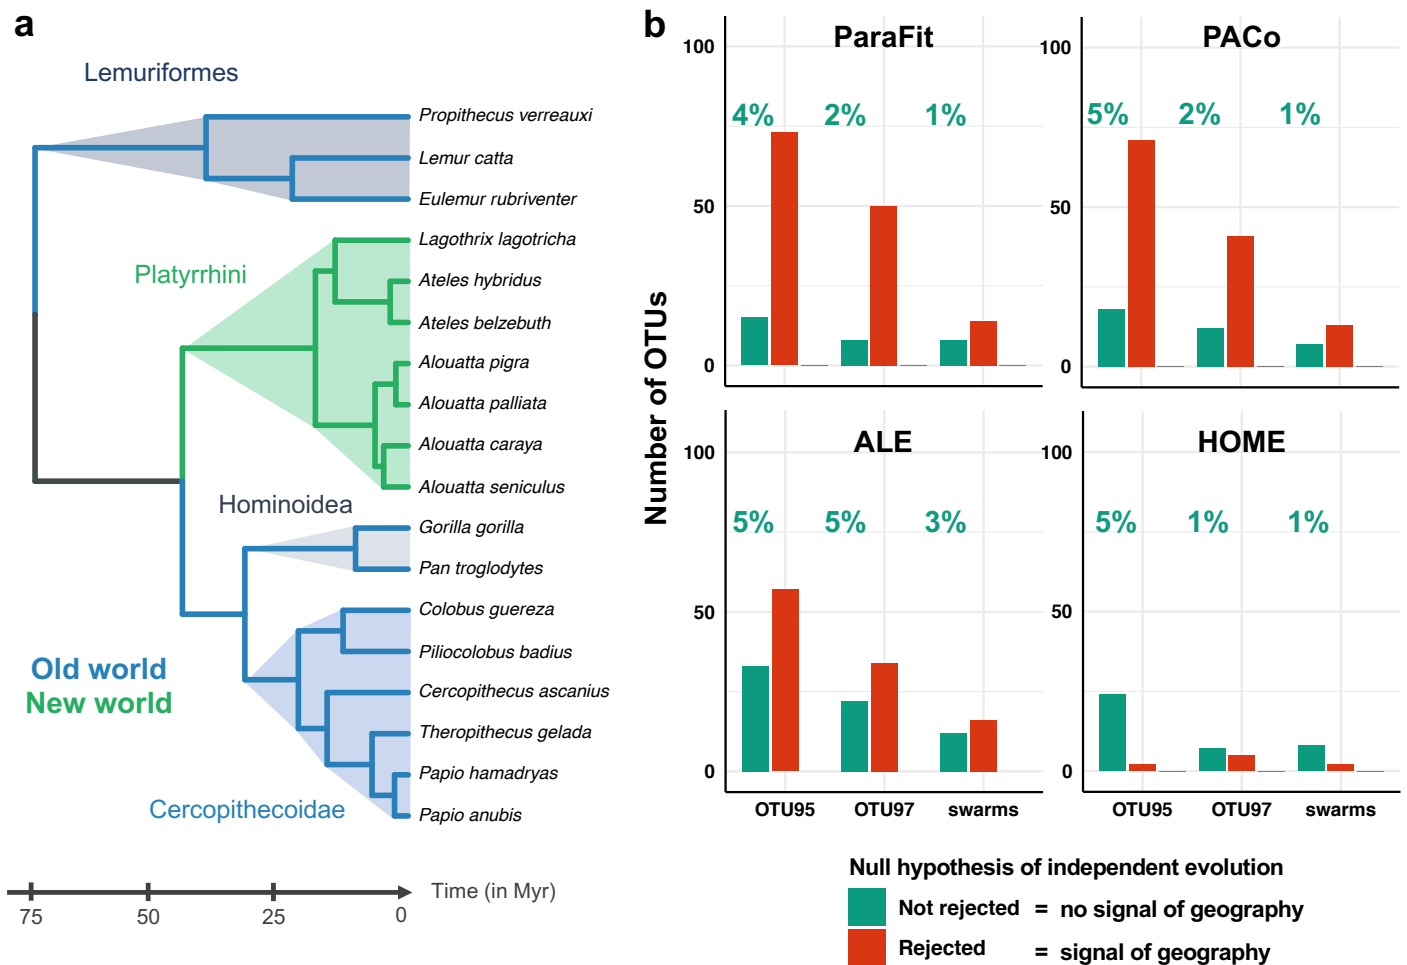 a
Lemuriformes
Propithecus verreauxi
Lemur catta
Eulemur rubriventer
Platyrrhini
Lagothrix lagotricha
Ateles hybridus
Ateles belzebuth
Alouatta pigra
Alouatta palliata
Alouatta caraya
Alouatta seniculus
Hominoidea
Gorilla gorilla
Pan troglodytes
Colobus guereza
Piliocolobus badius
Cercopithecus ascanius
Theropithecus gelada
Papio hamadryas
Papio anubis
Cercopithecoidae
Old world
New world
Time (in Myr)
75 50 25 0
b
Number of OTUs
ParaFit
100
50
0
4% 2% 1%
PACo
100
50
0
5% 2% 1%
ALE
100
50
0
5% 5% 3%
OTU95 OTU97 swarms
HOME
100
50
0
5% 1% 1%
OTU95 OTU97 swarms
Null hypothesis of independent evolution
Not rejected = no signal of geography
Rejected = signal of geography